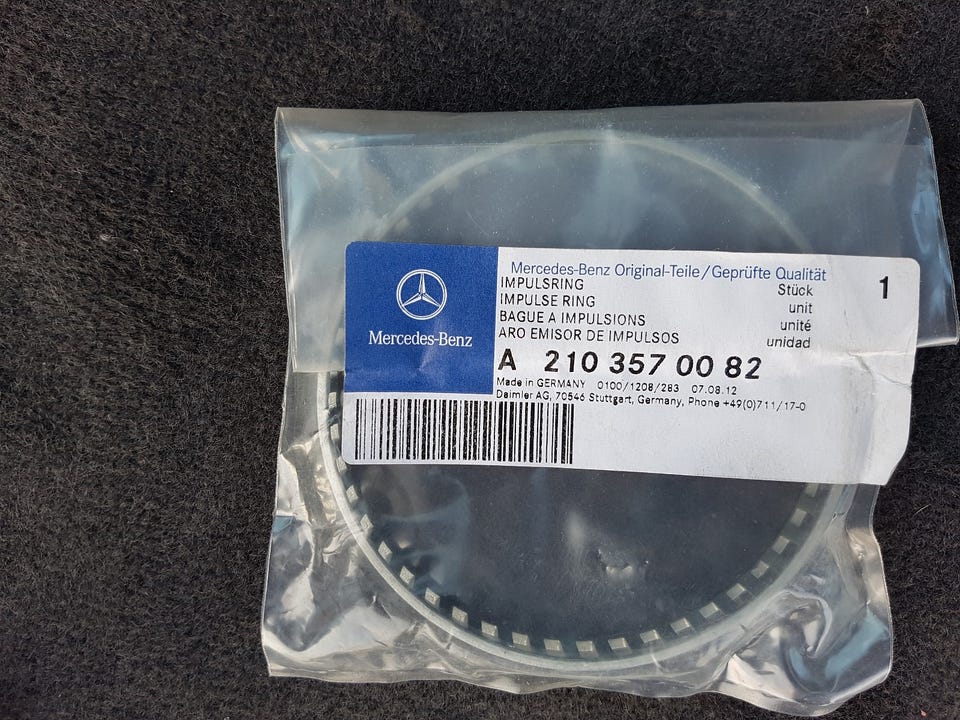 Mercedes-Benz
Mercedes-Benz Original-Teile/Geprüfte Qualität
IMPULSRING Stück 1
IMPULSE RING unit
BAGUE A IMPULSIONS unité
ARO EMISOR DE IMPULSOS unidad
A 210 357 00 82
Made in GERMANY 0100/1208/283 07.08.12
Daimler AG, 70546 Stuttgart, Germany, Phone +49(0)711/17-0